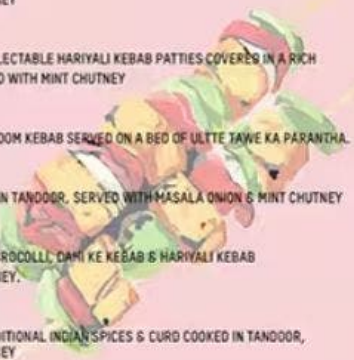 EY
LECTABLE HARIYALI KEBAB PATTIES COVERED IN A RICH
D WITH MINT CHUTNEY
OOM KEBAB SERVED ON A BED OF ULTTE TAWE KA PARANTHA.
N TANDOOR, SERVED WITH MASALA ONION & MINT CHUTNEY
ROCOLLI, DAHI KE KEBAB & HARIYALI KEBAB
EY.
ITIONAL INDIAN SPICES & CURD COOKED IN TANDOOR,
EY